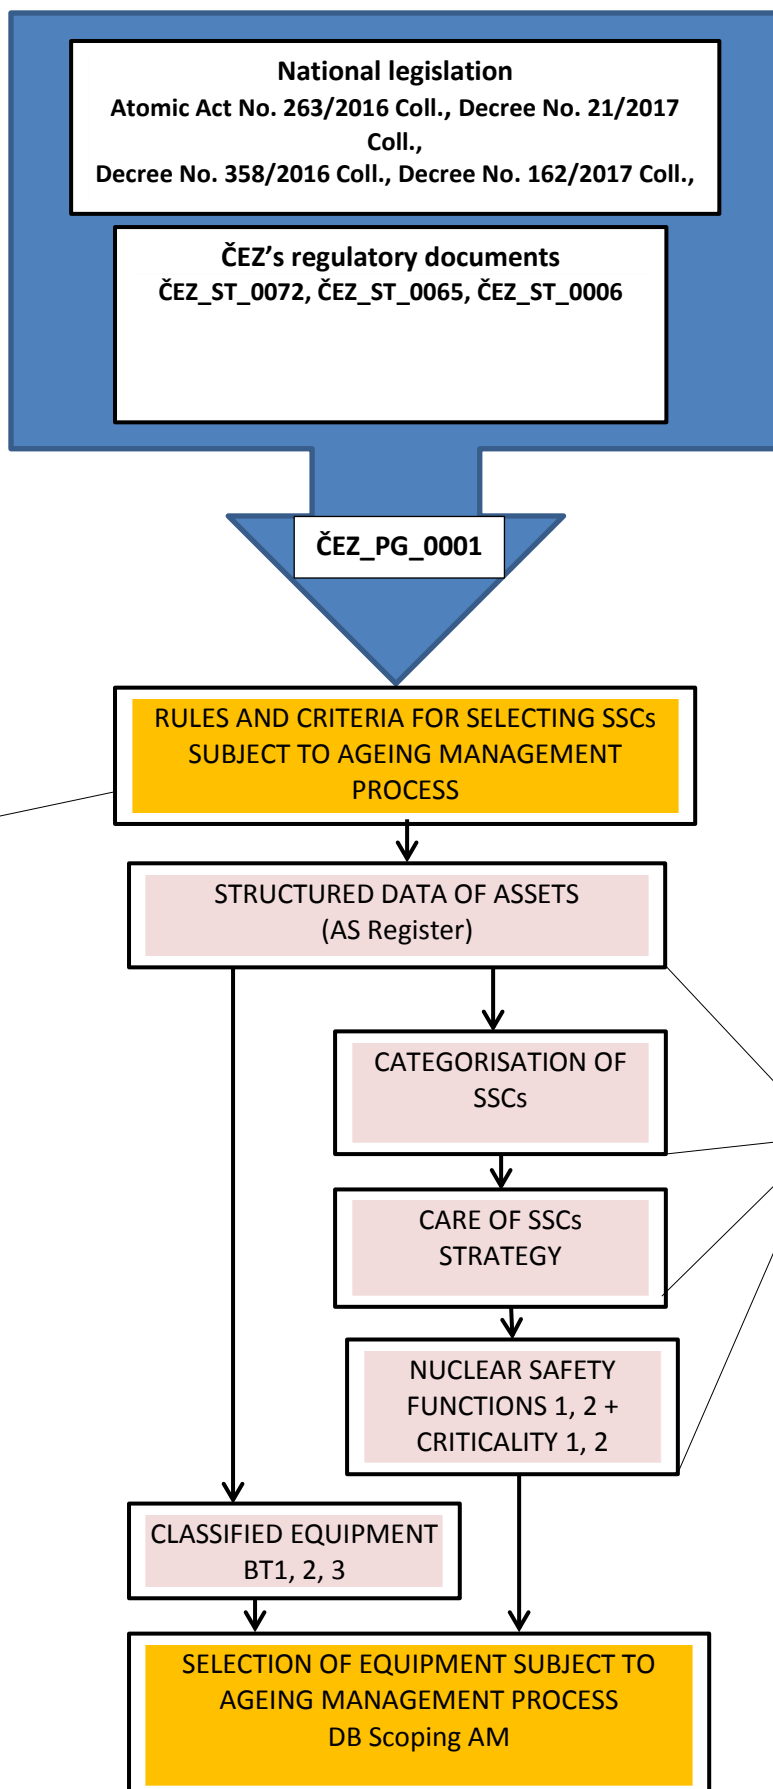 National legislation
Atomic Act No. 263/2016 Coll., Decree No. 21/2017
Coll.,
Decree No. 358/2016 Coll., Decree No. 162/2017 Coll.,
ČEZ’s regulatory documents
ČEZ_ST_0072, ČEZ_ST_0065, ČEZ_ST_0006
ČEZ_PG_0001
RULES AND CRITERIA FOR SELECTING SSCs
SUBJECT TO AGEING MANAGEMENT
PROCESS
STRUCTURED DATA OF ASSETS
(AS Register)
CATEGORISATION OF
SSCs
CARE OF SSCs
STRATEGY
NUCLEAR SAFETY
FUNCTIONS 1, 2 +
CRITICALITY 1, 2
CLASSIFIED EQUIPMENT
BT1, 2, 3
SELECTION OF EQUIPMENT SUBJECT TO
AGEING MANAGEMENT PROCESS
DB Scoping AM